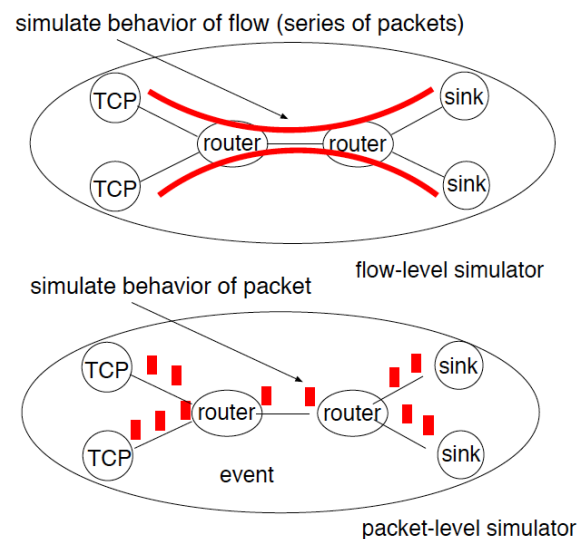 simulate behavior of flow (series of packets)
TCP
sink
router
router
TCP
sink
flow-level simulator
simulate behavior of packet
TCP
sink
router
router
TCP
sink
event
packet-level simulator